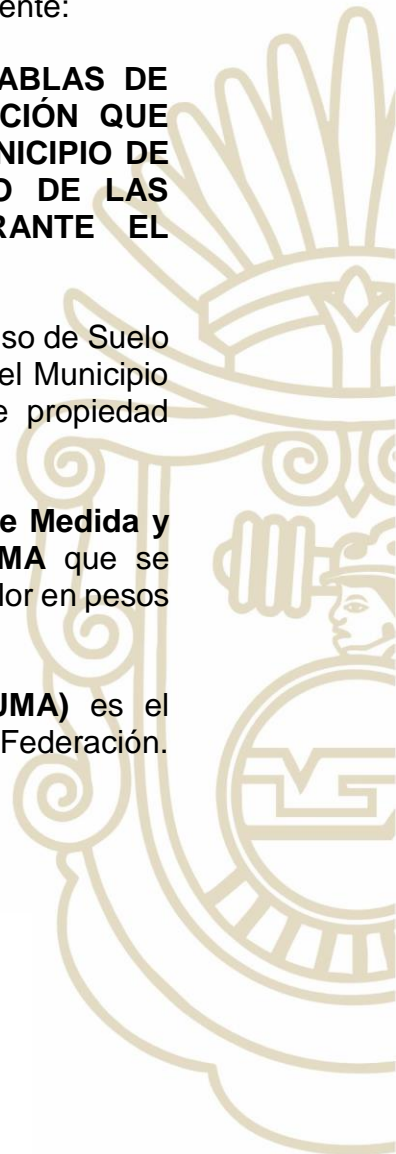 ente:
TABLAS DE
CIÓN QUE
NICIPIO DE
O DE LAS
RANTE EL
so de Suelo
el Municipio
e propiedad
e Medida y
MA que se
lor en pesos
UMA) es el
Federación.